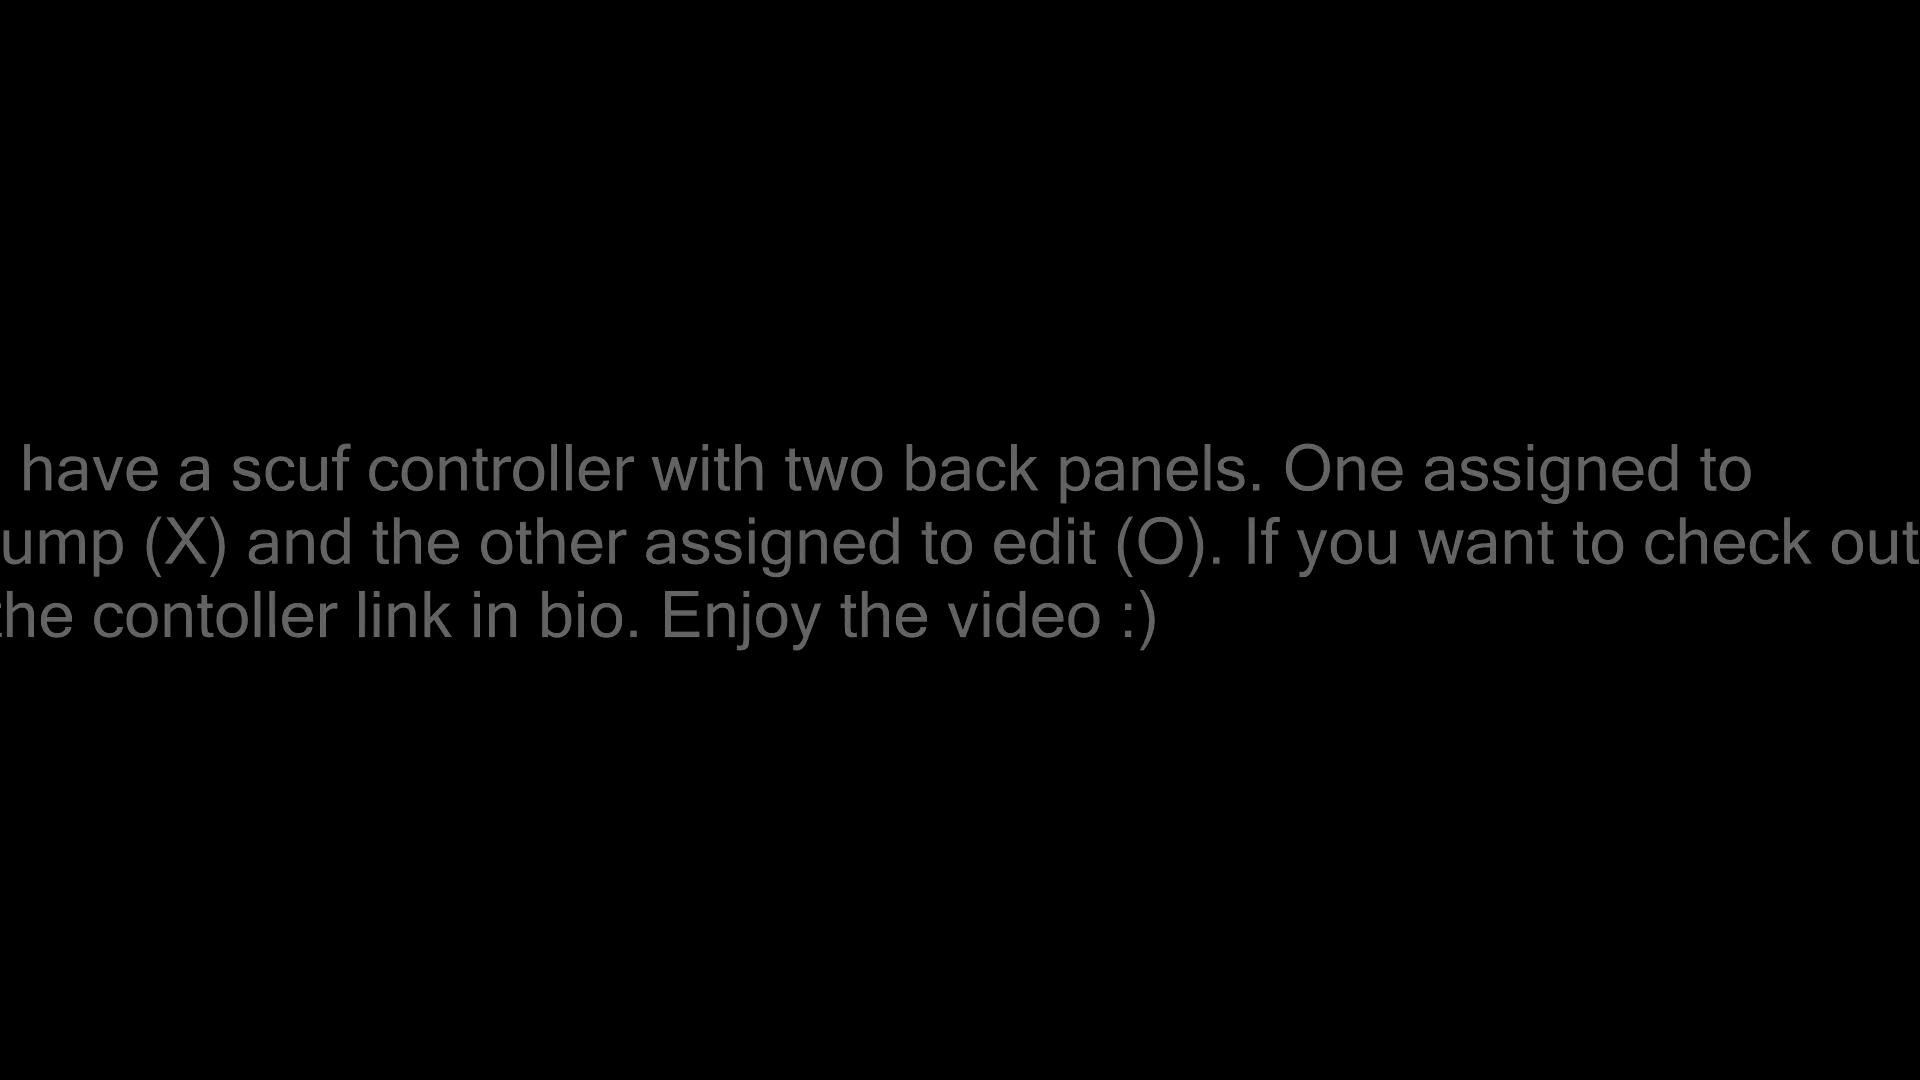 have a scuf controller with two back panels. One assigned to
ump (X) and the other assigned to edit (O). If you want to check out
the contoller link in bio. Enjoy the video :)